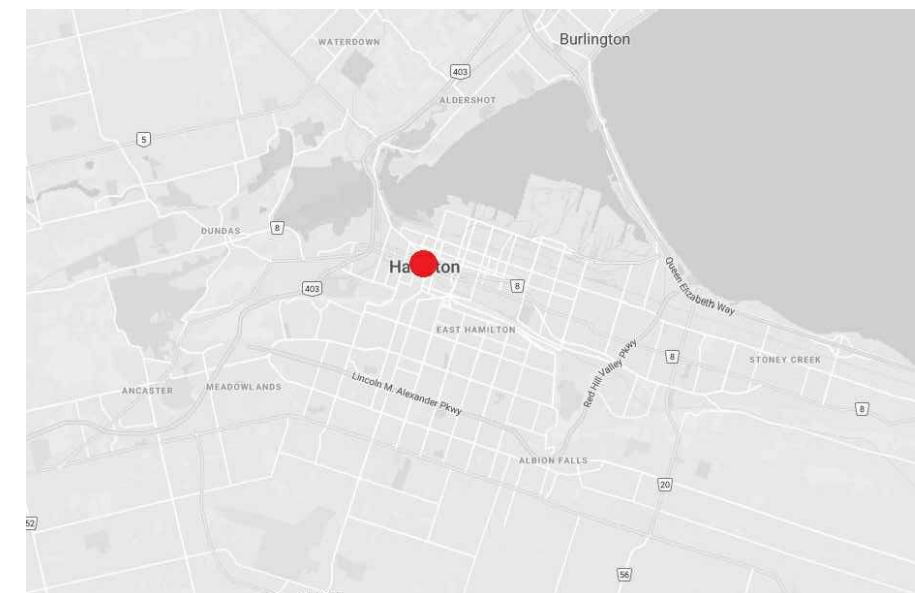 Burlington
WATERDOWN
403
ALDERSHOT
5
DUNDAS
8
Ha ton
403
8
Queen Elizabeth Way
EAST HAMILTON
Red Hill Valley Pkwy
8
STONEY CREEK
ANCASTER
MEADOWLANDS
Lincoln M. Alexander Pkwy
8
ALBION FALLS
20
52
56